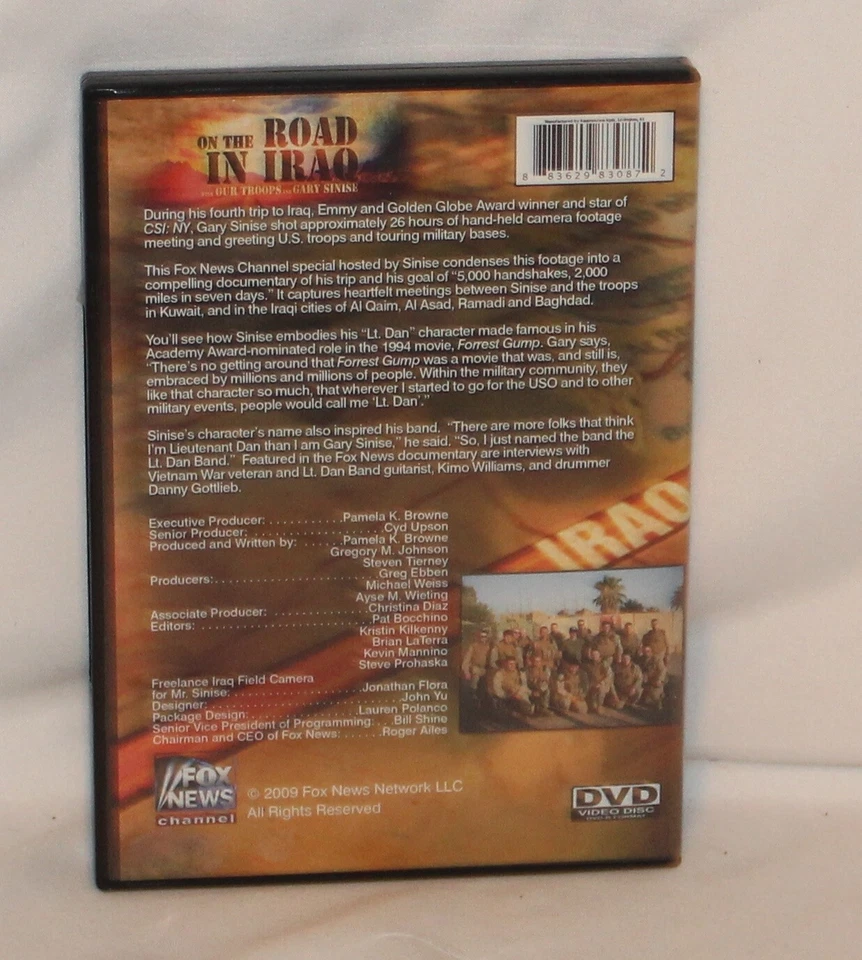 ON THE ROAD
IN IRAQ
OUR TROOPS AND GARY SINISE
8 83629 83087 2
During his fourth trip to Iraq, Emmy and Golden Globe Award winner and star of
CSI: NY, Gary Sinise shot approximately 26 hours of hand-held camera footage
meeting and greeting U.S. troops and touring military bases.
This Fox News Channel special hosted by Sinise condenses this footage into a
compelling documentary of his trip and his goal of “5,000 handshakes, 2,000
miles in seven days.” It captures heartfelt meetings between Sinise and the troops
in Kuwait, and in the Iraqi cities of Al Qaim, Al Asad, Ramadi and Baghdad.
You'll see how Sinise embodies his “Lt. Dan” character made famous in his
Academy Award-nominated role in the 1994 movie, Forrest Gump. Gary says,
“There's no getting around that Forrest Gump was a movie that was, and still is,
embraced by millions and millions of people. Within the military community, they
like that character so much, that wherever I started to go for the USO and to other
military events, people would call me ‘Lt. Dan’.”
Sinise's character's name also inspired his band. “There are more folks that think
I'm Lieutenant Dan than I am Gary Sinise,” he said. “So, I just named the band the
Lt. Dan Band.” Featured in the Fox News documentary are interviews with
Vietnam War veteran and Lt. Dan Band guitarist, Kimo Williams, and drummer
Danny Gottlieb.
Executive Producer: . . . . . . . . . . .Pamela K. Browne
Senior Producer: . . . . . . . . . . . . . . . . . . .Cyd Upson
Produced and Written by: . . . . . .Pamela K. Browne
Gregory M. Johnson
Steven Tierney
Producers:. . . . . . . . . . . . . . . . . . . . . . .Greg Ebben
Michael Weiss
Ayse M. Wieting
Associate Producer: . . . . . . . . . . . . . .Christina Diaz
Editors: . . . . . . . . . . . . . . . . . . . . . . . .Pat Bocchino
Kristin Kilkenny
Brian LaTerra
Kevin Mannino
Steve Prohaska
Freelance Iraq Field Camera
for Mr. Sinise:. . . . . . . . . . . . . . . . . . .Jonathan Flora
Designer: . . . . . . . . . . . . . . . . . . . . . . . . . . .John Yu
Package Design:. . . . . . . . . . . . . . . .Lauren Polanco
Senior Vice President of Programming: . . .Bill Shine
Chairman and CEO of Fox News: . . . . . .Roger Ailes
IRAQ
FOX
NEWS
channel
© 2009 Fox News Network LLC
All Rights Reserved
DVD
VIDEO DISC